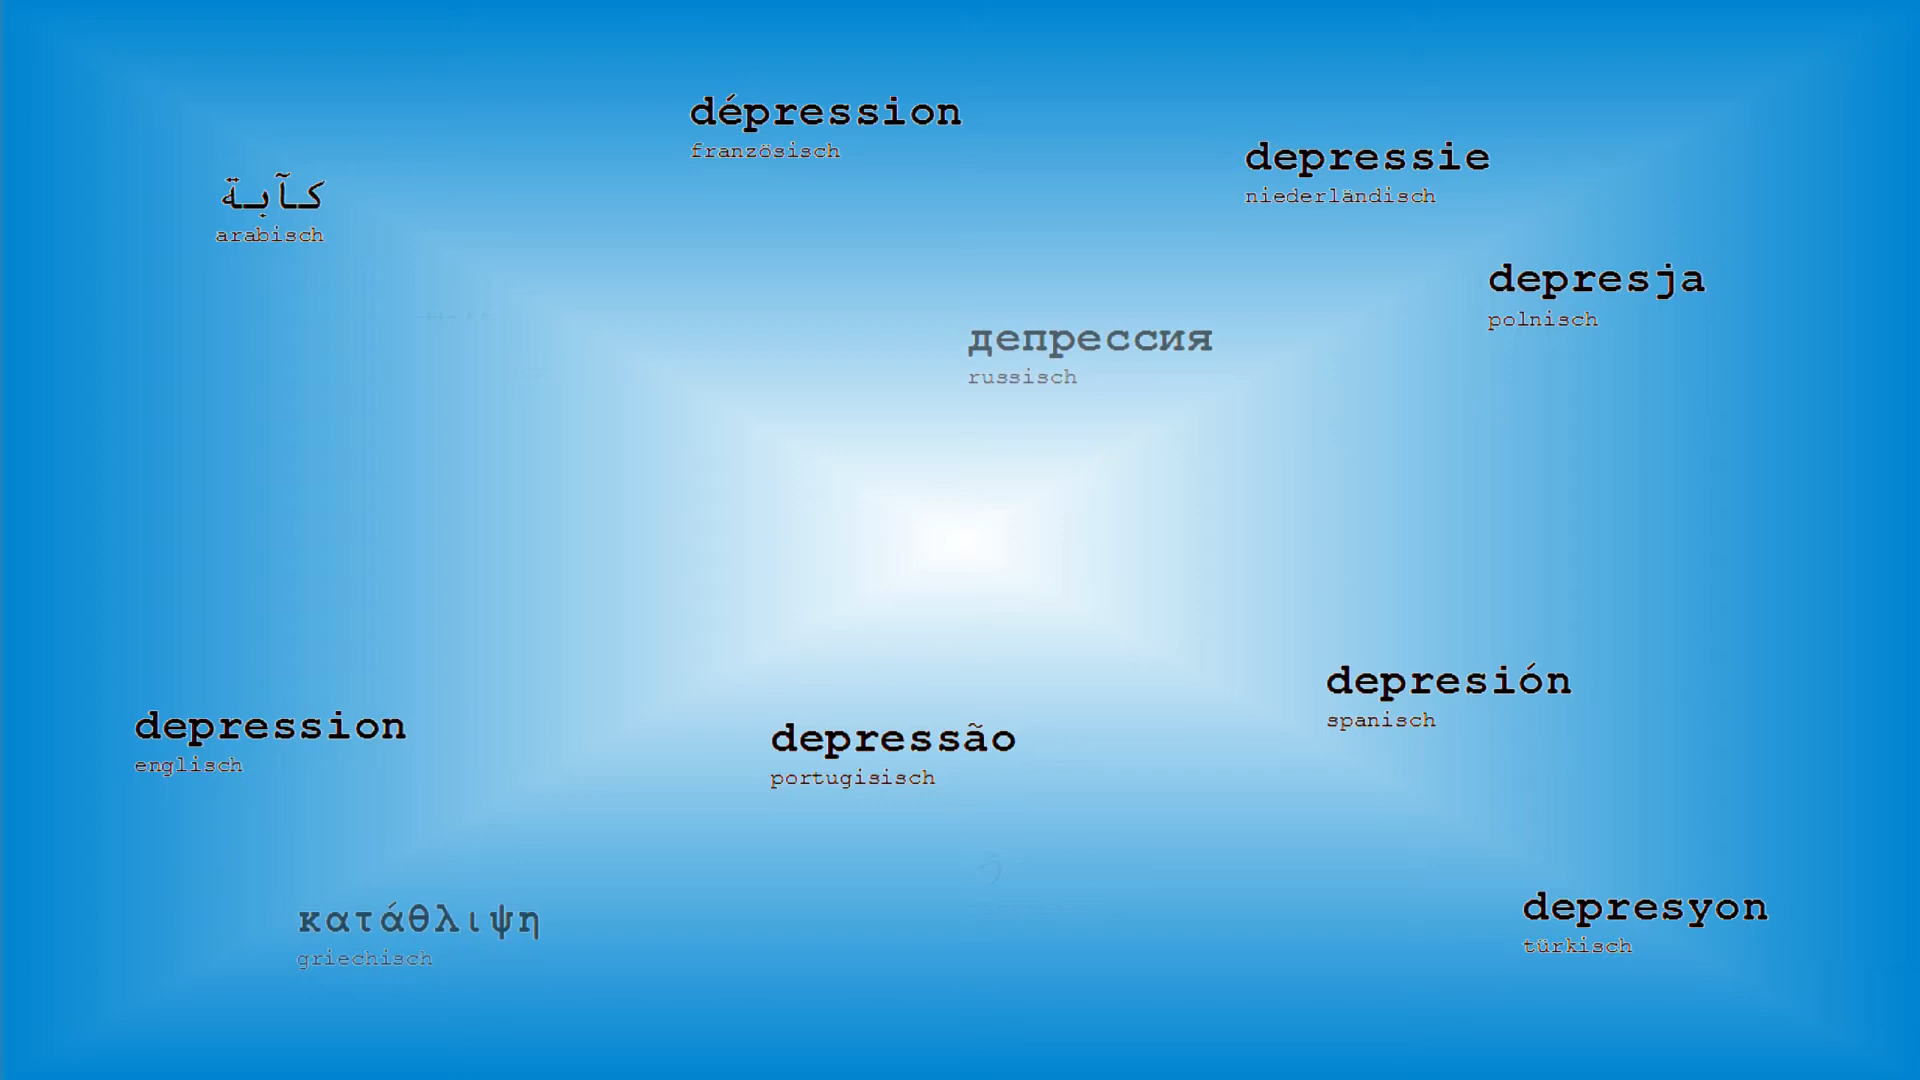 dépression
französisch
depressie
niederländisch
كآبة
arabisch
depresja
polnisch
депрессия
russisch
depresión
spanisch
depression
englisch
depressão
portugisisch
κατάθλιψη
griechisch
depresyon
türkisch